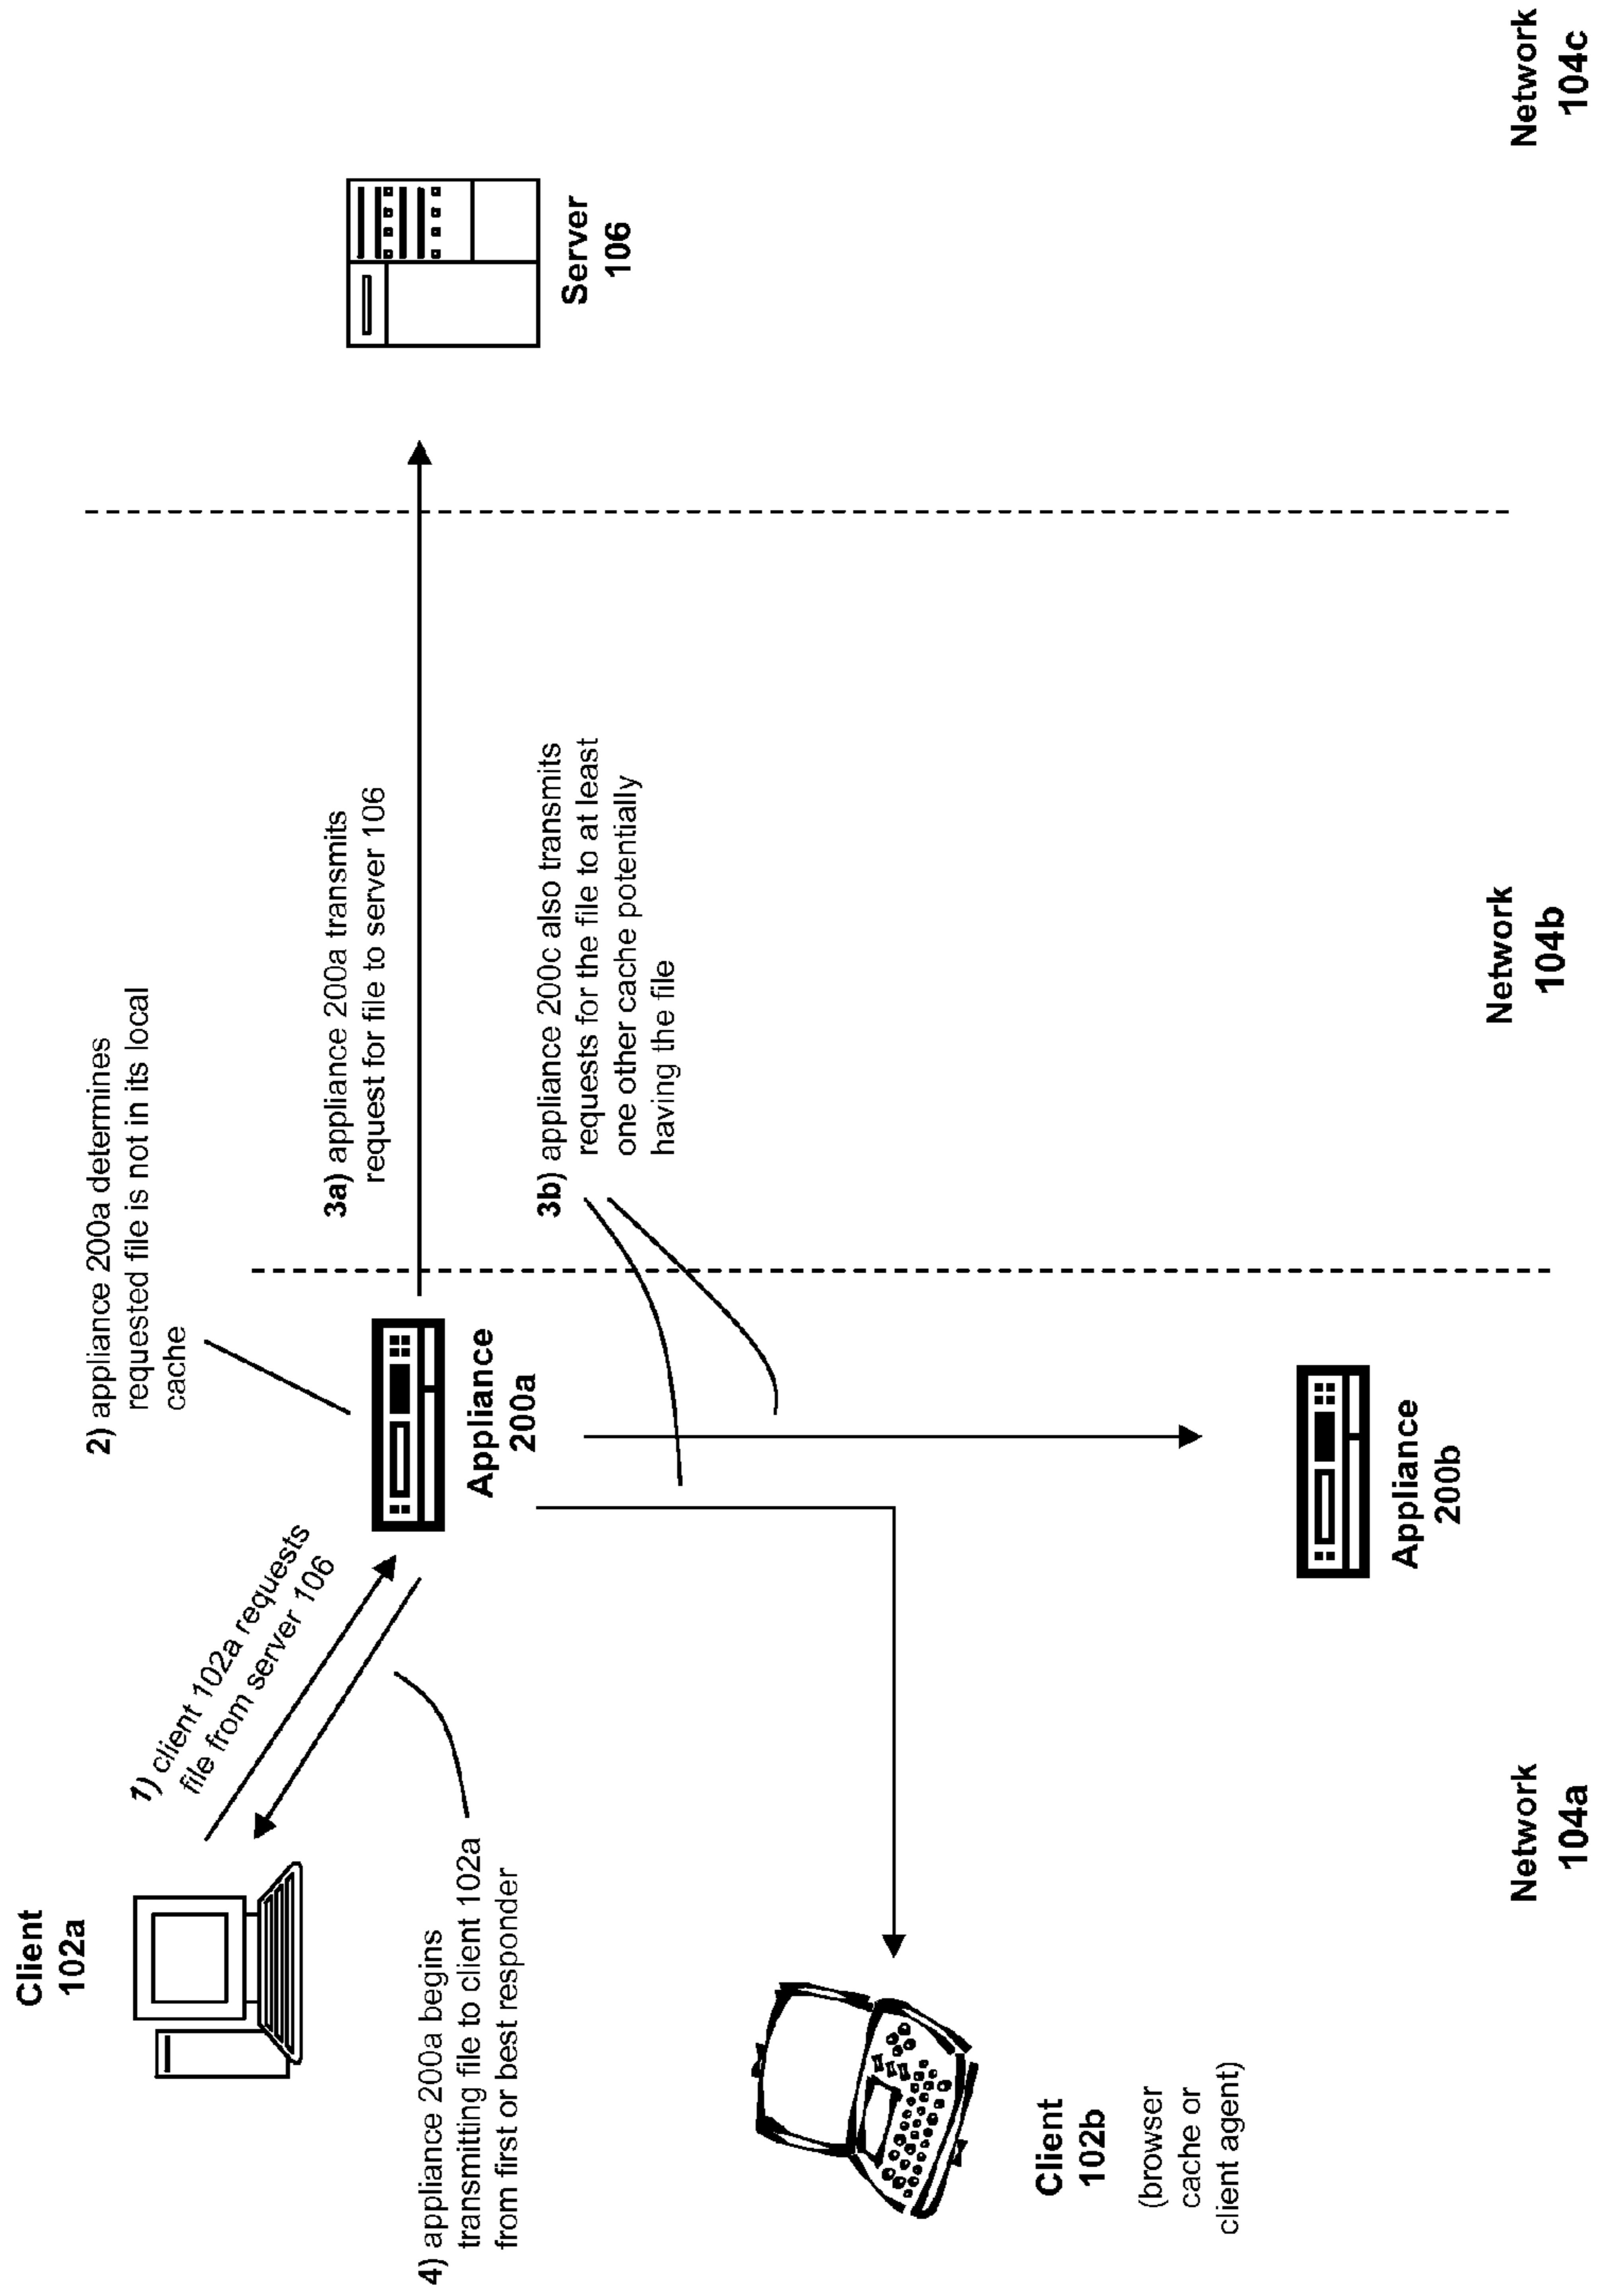 Client
102a
1) client 102a requests
file from server 106
2) appliance 200a determines
requested file is not in its local
cache
Appliance
200a
3a) appliance 200a transmits
request for file to server 106
Server
106
3b) appliance 200c also transmits
requests for the file to at least
one other cache potentially
having the file
4) appliance 200a begins
transmitting file to client 102a
from first or best responder
Client
102b
(browser
cache or
client agent)
Appliance
200b
Network
104a
Network
104b
Network
104c